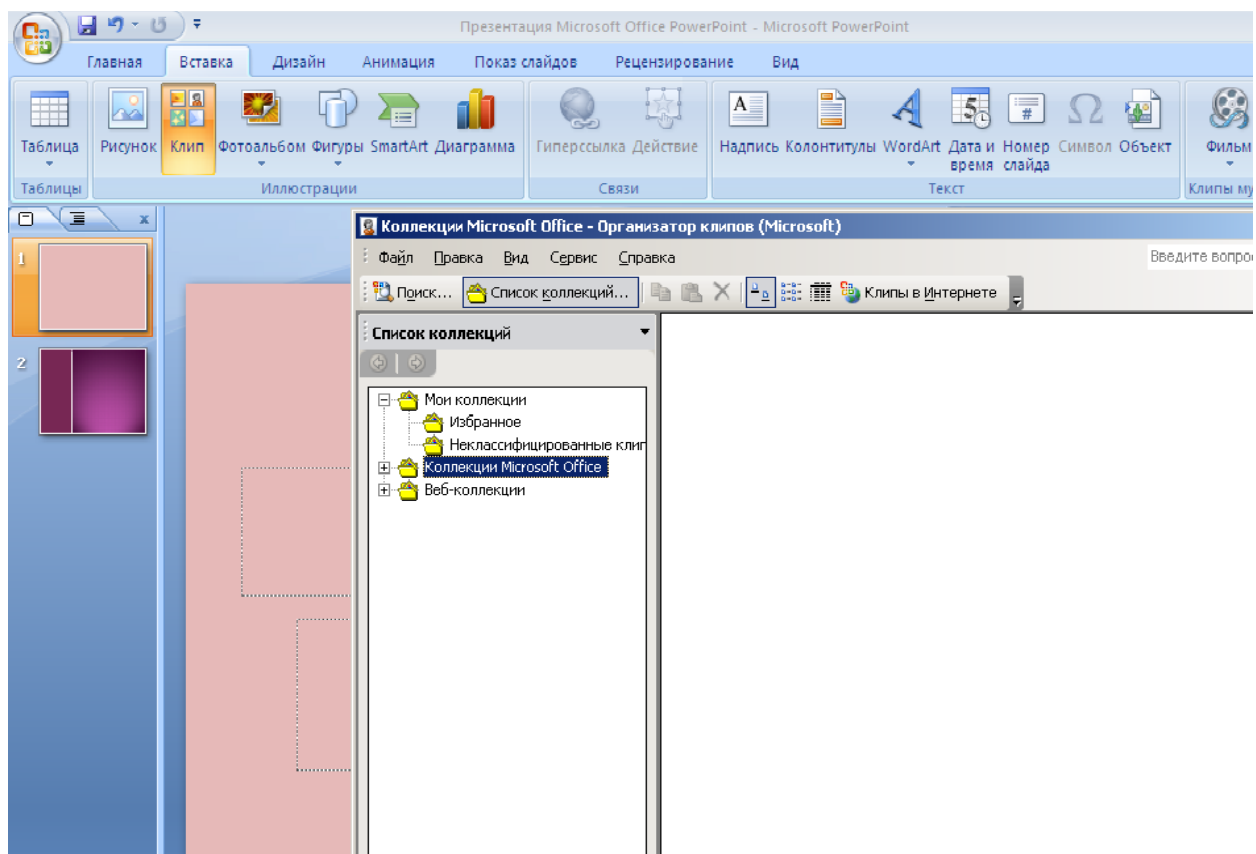 Презентация Microsoft Office PowerPoint - Microsoft PowerPoint
Главная Вставка Дизайн Анимация Показ слайдов Рецензирование Вид
Таблица Рисунок Клип Фотоальбом Фигуры SmartArt Диаграмма Гиперссылка Действие Надпись Колонтитулы WordArt Дата и время Номер слайда Символ Объект Фильм
Таблицы Иллюстрации Связи Текст Клипы му
Коллекции Microsoft Office - Организатор клипов (Microsoft)
Файл Правка Вид Сервис Справка Введите вопро
Поиск... Список коллекций... Клипы в Интернете
Список коллекций
1
2
Мои коллекции
Избранное
Неклассифицированные клип
Коллекции Microsoft Office
Веб-коллекции